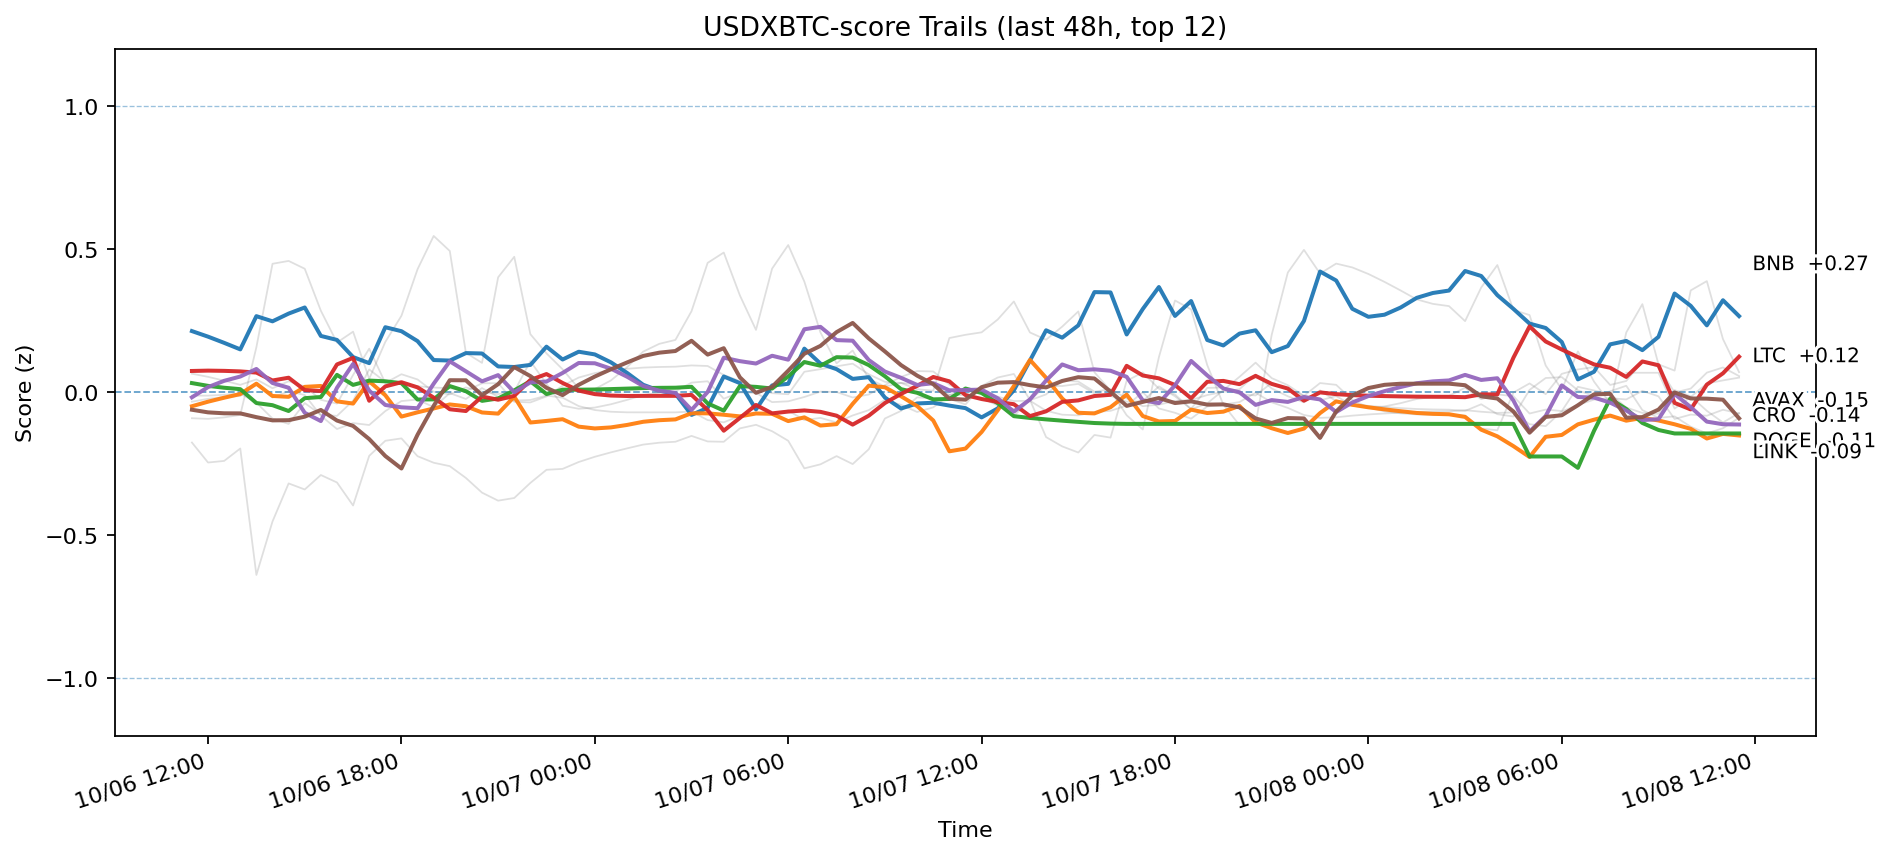 USDXBTC-score Trails (last 48h, top 12)
Score (z)
1.0
0.5
0.0
−0.5
−1.0
BNB +0.27
LTC +0.12
AVAX -0.15
CRO -0.14
DOGE -0.11
LINK -0.09
10/06 12:00
10/06 18:00
10/07 00:00
10/07 06:00
10/07 12:00
10/07 18:00
10/08 00:00
10/08 06:00
10/08 12:00
Time